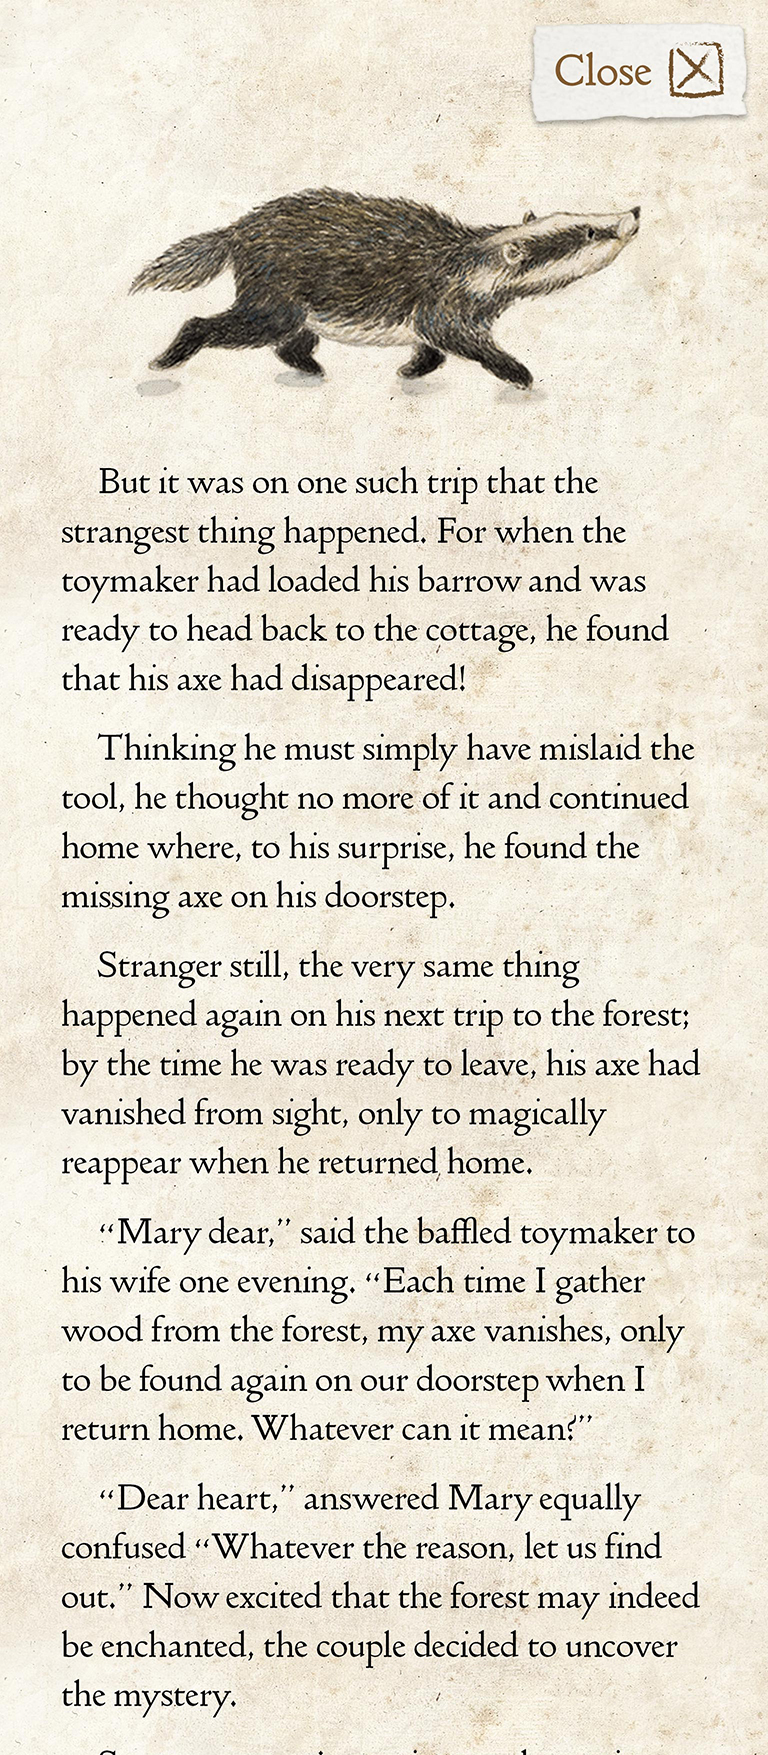 Close
But it was on one such trip that the
strangest thing happened. For when the
toymaker had loaded his barrow and was
ready to head back to the cottage, he found
that his axe had disappeared!
Thinking he must simply have mislaid the
tool, he thought no more of it and continued
home where, to his surprise, he found the
missing axe on his doorstep.
Stranger still, the very same thing
happened again on his next trip to the forest;
by the time he was ready to leave, his axe had
vanished from sight, only to magically
reappear when he returned home.
“Mary dear,” said the baffled toymaker to
his wife one evening. “Each time I gather
wood from the forest, my axe vanishes, only
to be found again on our doorstep when I
return home. Whatever can it mean?”
“Dear heart,” answered Mary equally
confused “Whatever the reason, let us find
out.” Now excited that the forest may indeed
be enchanted, the couple decided to uncover
the mystery.